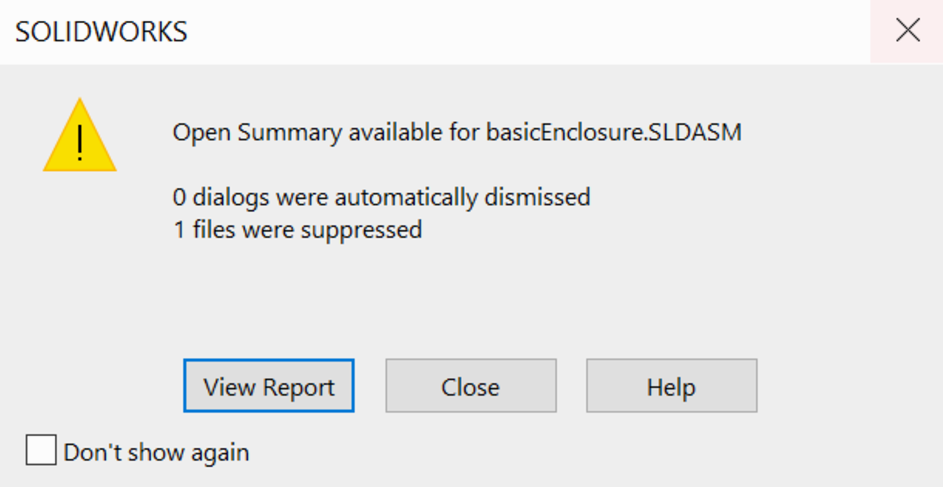 SOLIDWORKS
Open Summary available for basicEnclosure.SLDASM
0 dialogs were automatically dismissed
1 files were suppressed
View Report
Close
Help
Don't show again